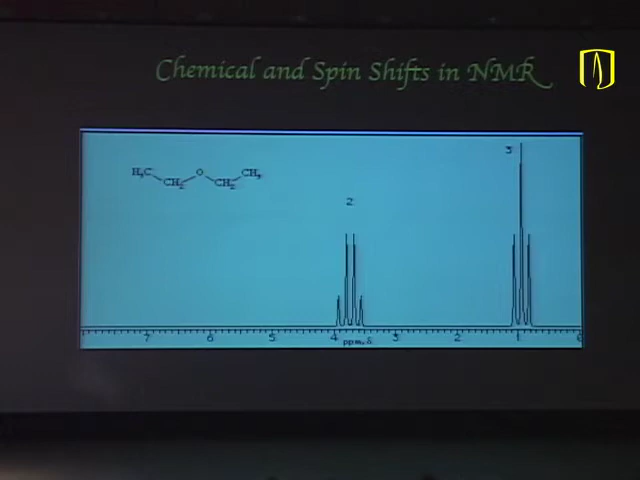 Chemical and Spin Shifts in NMR
3
H3C O CH3
CH2 CH2
2
7 6 5 4 3 2 1 0
ppm,δ